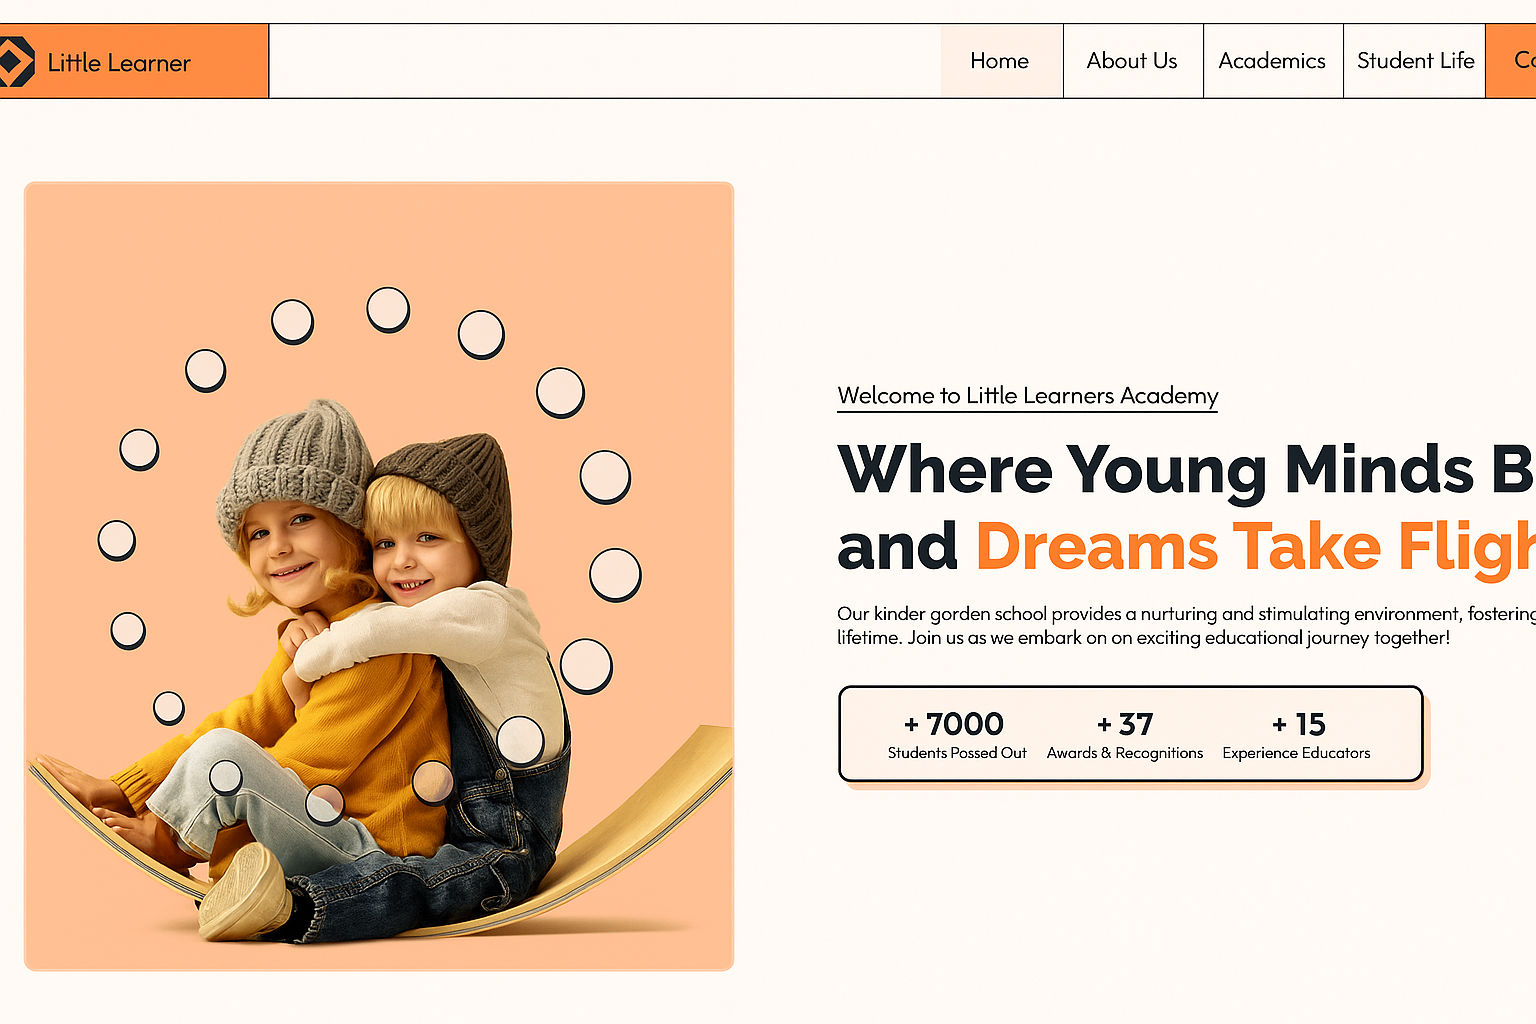 Little Learner
Home
About Us
Academics
Student Life
Where Young Minds
Welcome to Little Learners Academy
and Dreams Take
Our kinder gorden school provides a nurturing and stimulating environment, fostering
lifetime. Join us as we embark on on exciting educational journey together!
+ 7000
Students Possed Out
+ 37
Awards & Recognitions
+ 15
Experience Educators